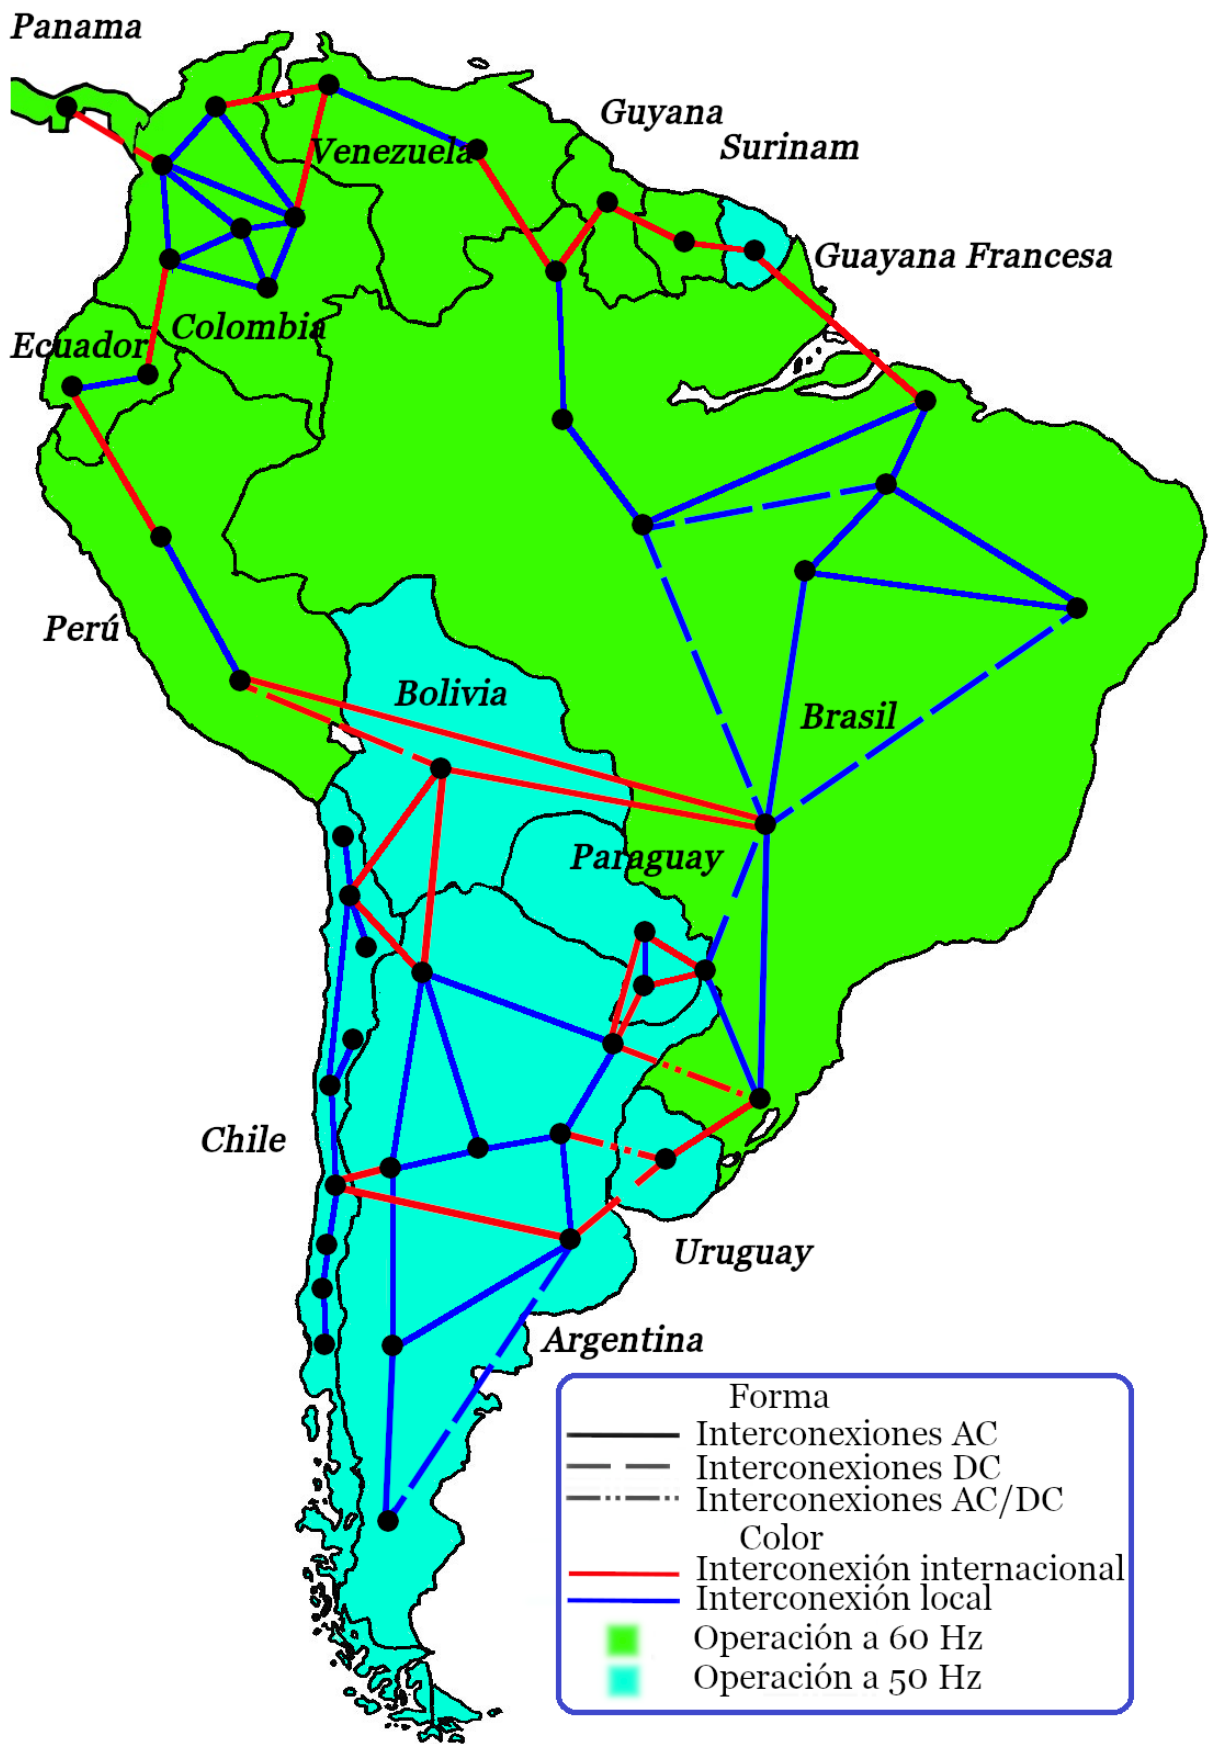 Panama
Guyana
Surinam
Venezuela
Guayana Francesa
Colombia
Ecuador
Perú
Bolivia
Brasil
Paraguay
Chile
Uruguay
Argentina
Forma
Interconexiones AC
Interconexiones DC
Interconexiones AC/DC
Color
Interconexión internacional
Interconexión local
Operación a 60 Hz
Operación a 50 Hz